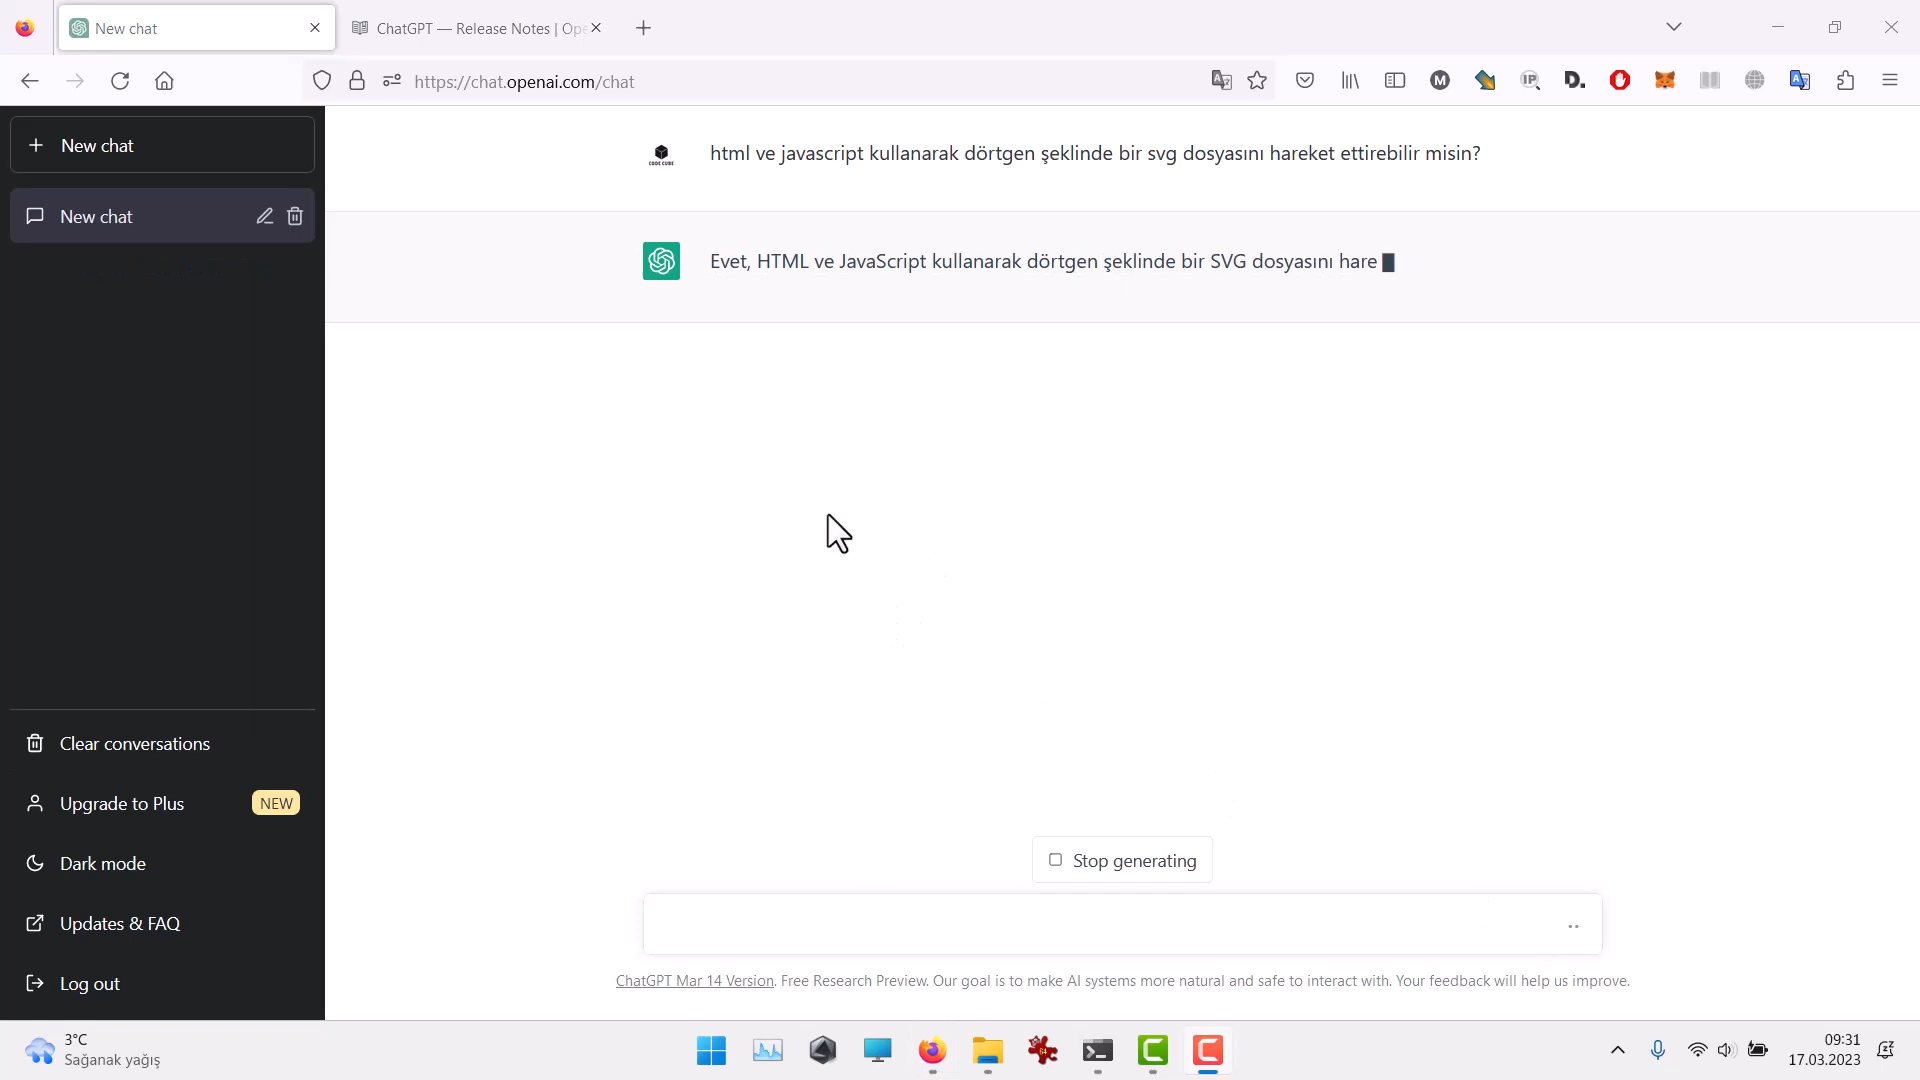 New chat
ChatGPT — Release Notes | Ope
https://chat.openai.com/chat
New chat
New chat
CODE CUBE
html ve javascript kullanarak dörtgen şeklinde bir svg dosyasını hareket ettirebilir misin?
Evet, HTML ve JavaScript kullanarak dörtgen şeklinde bir SVG dosyasını hare
Clear conversations
Upgrade to Plus
NEW
Dark mode
Updates & FAQ
Log out
Stop generating
ChatGPT Mar 14 Version. Free Research Preview. Our goal is to make AI systems more natural and safe to interact with. Your feedback will help us improve.
3°C
Sağanak yağış
09:31
17.03.2023